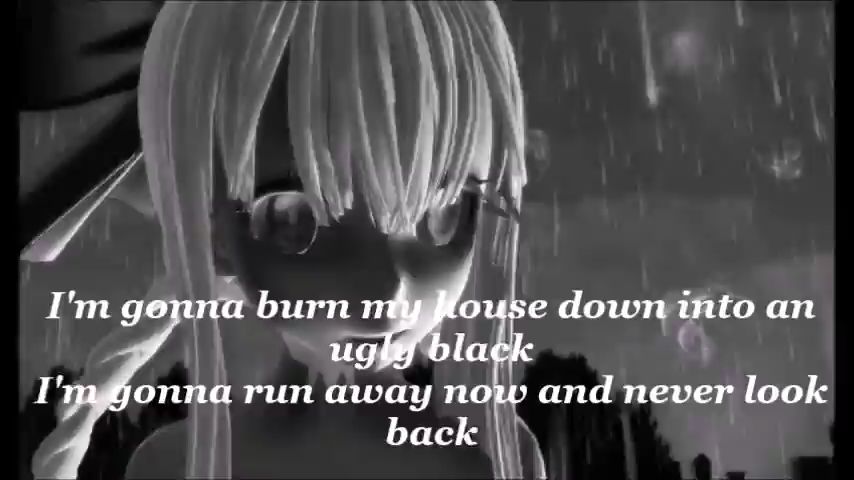 I'm gonna burn my house down into an
ugly black
I'm gonna run away now and never look
back